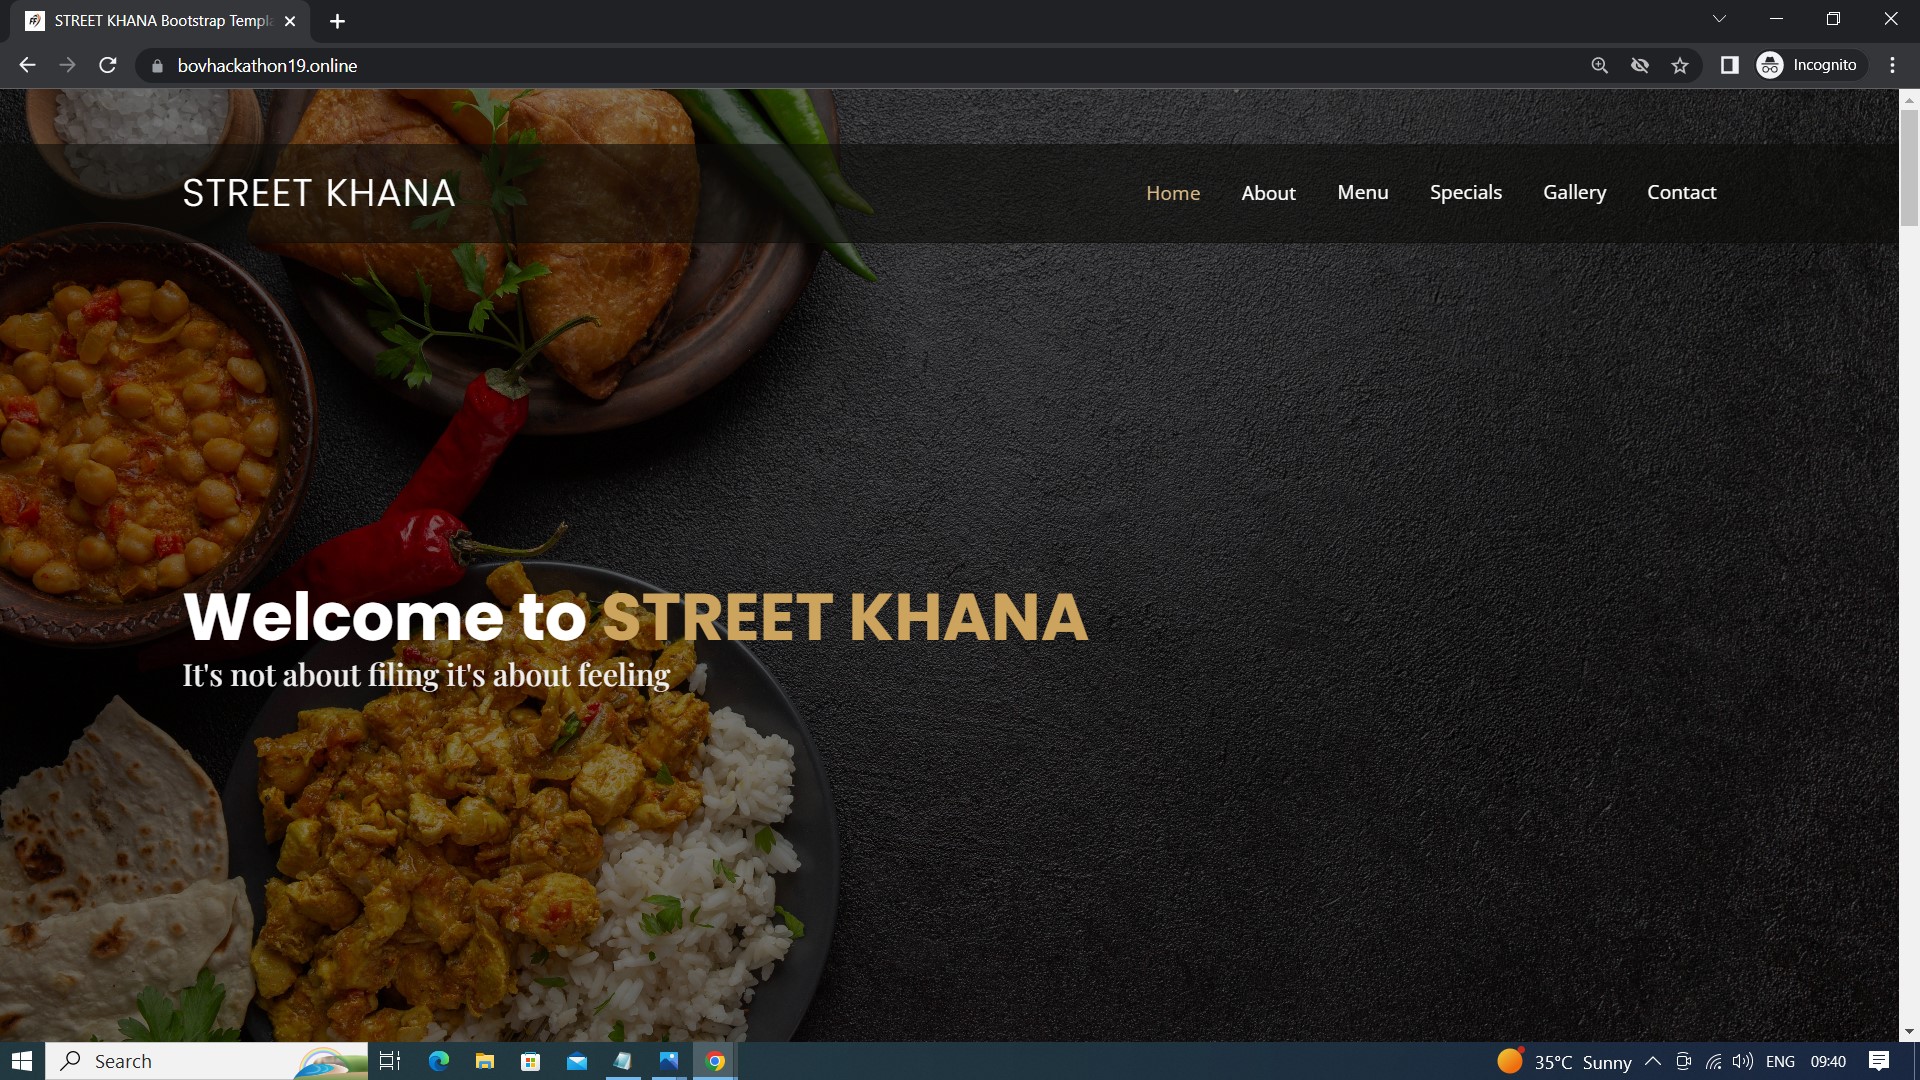 STREET KHANA Bootstrap Templa
bovhackathon19.online
Incognito
STREET KHANA
Home About Menu Specials Gallery Contact
Welcome to STREET KHANA
It's not about filing it's about feeling
Search
35°C Sunny
ENG
09:40